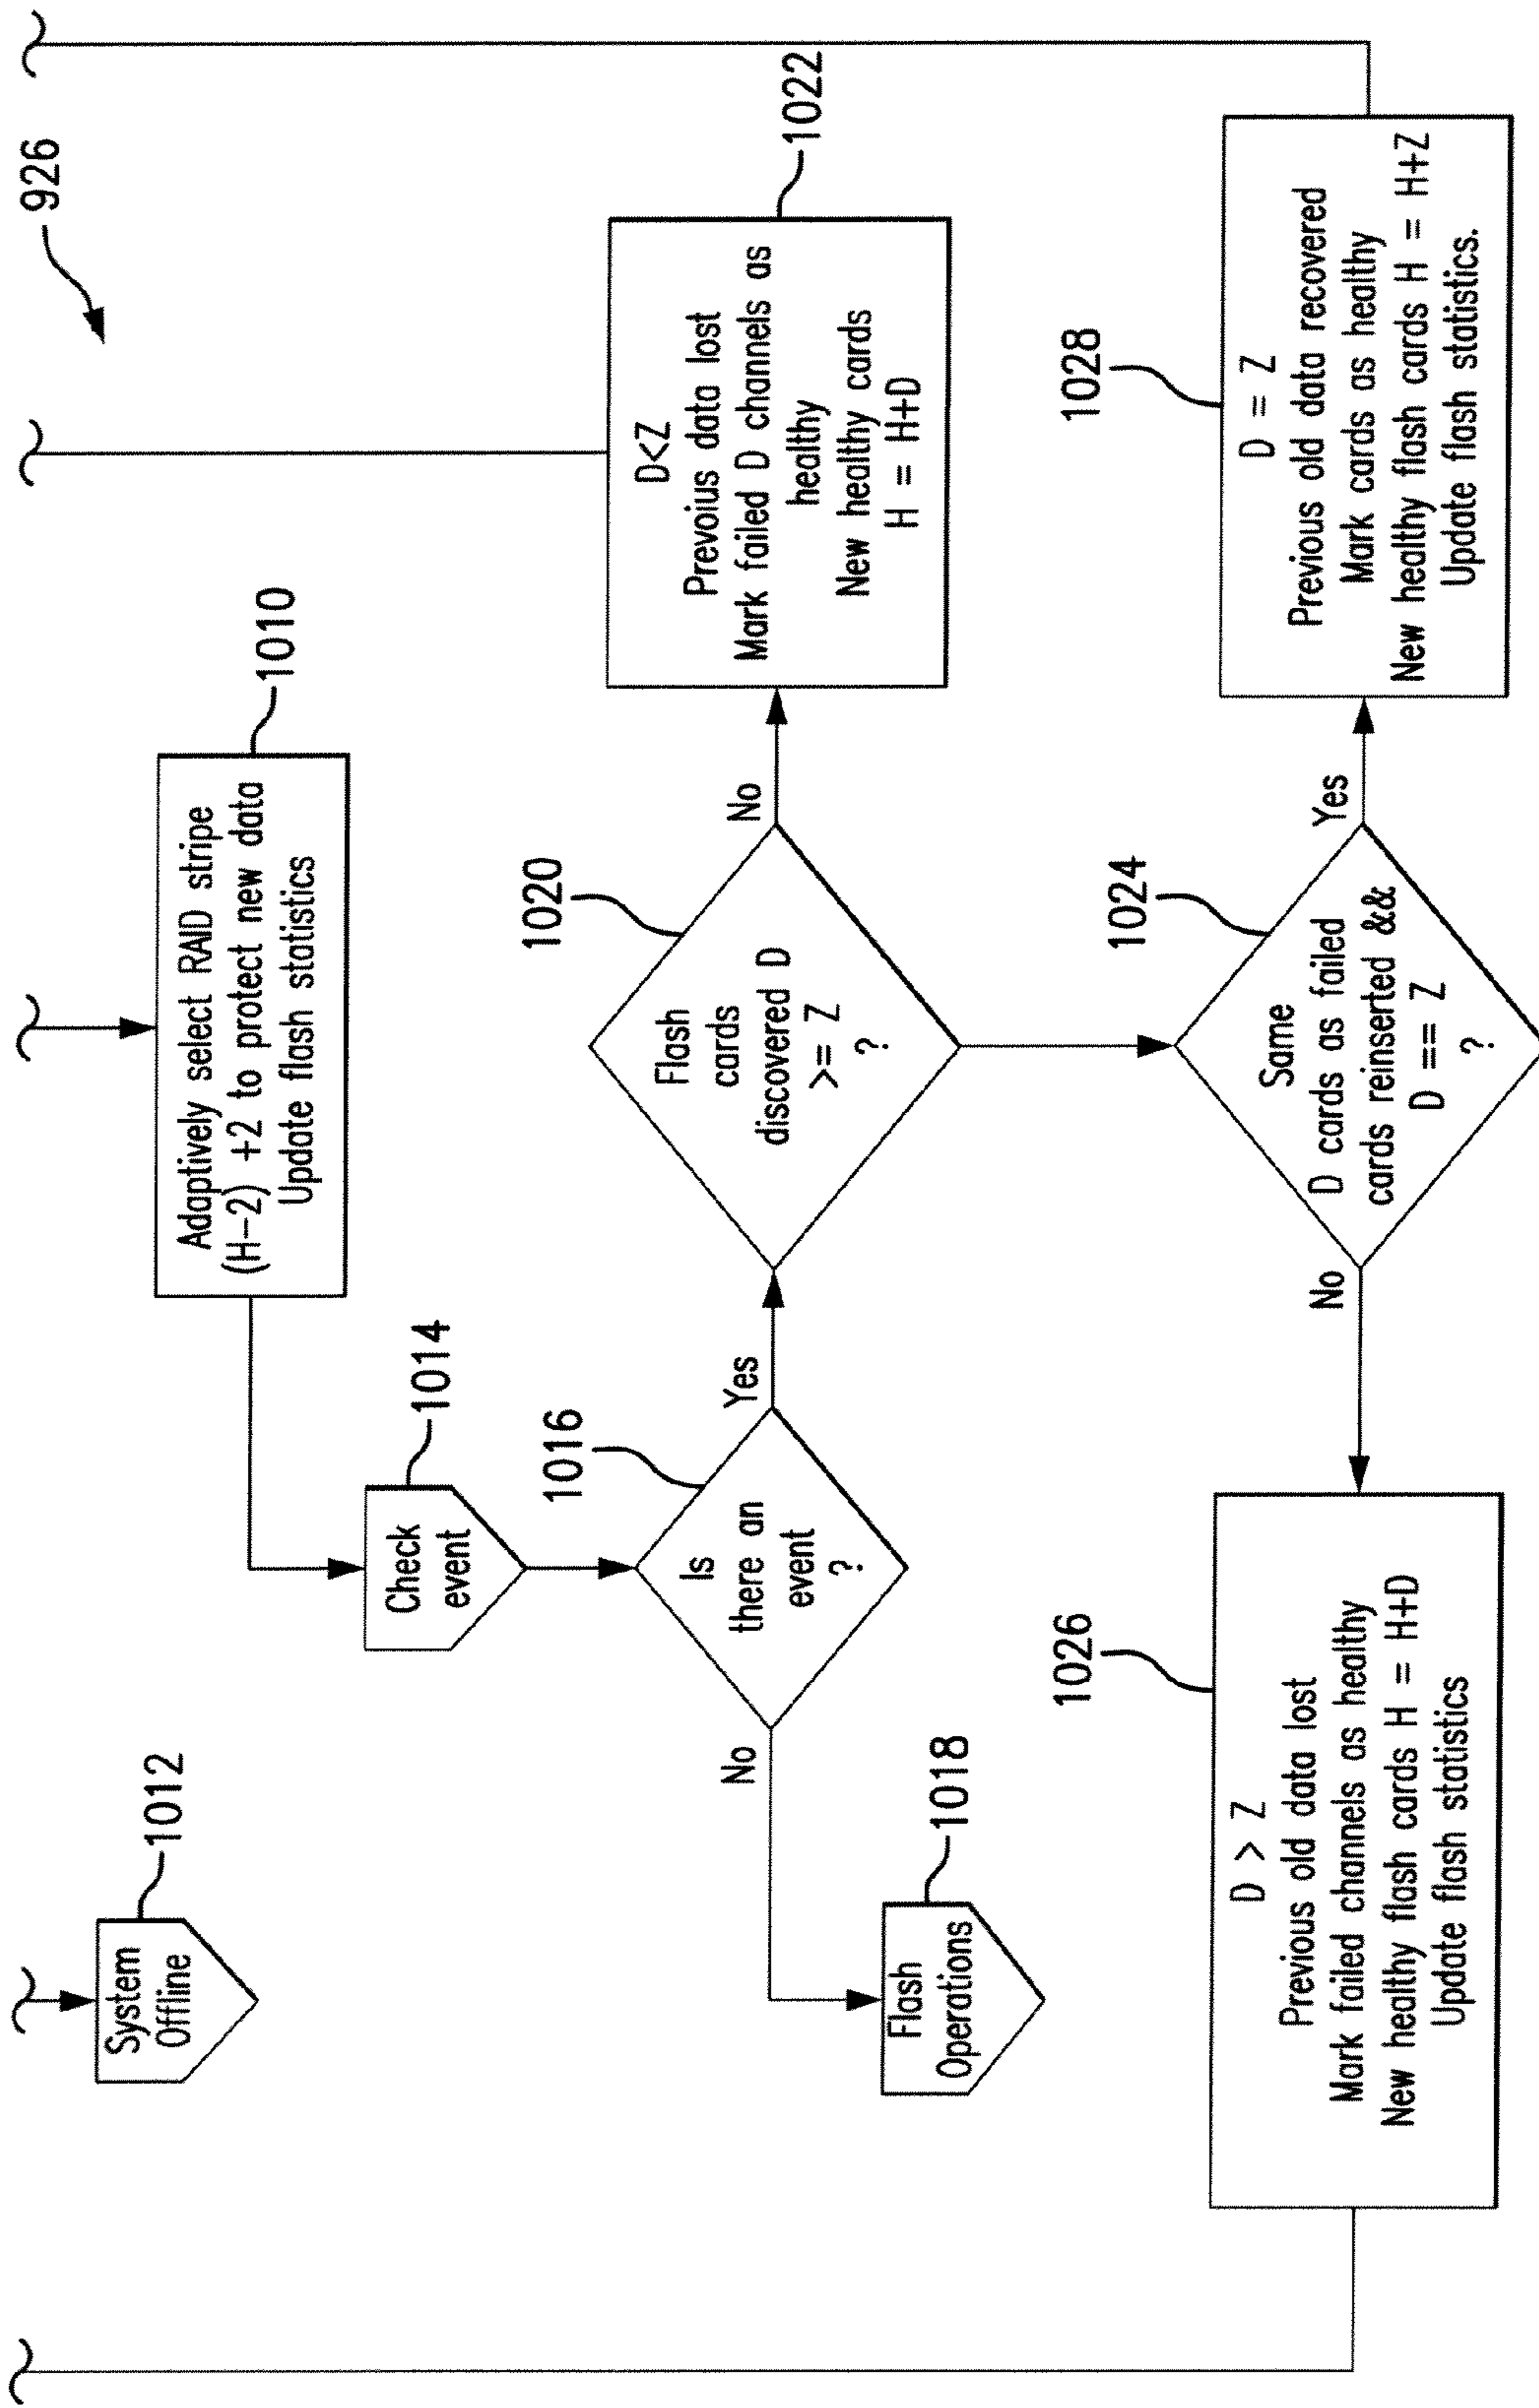 926
System
Offline
1012
Adaptively select RAID stripe
(H-2) +2 to protect new data
Update flash statistics
1010
Check
event
1014
Is
there an
event
?
1016
No
Yes
Flash
Operations
1018
Flash
cards
discovered D
>= Z
?
1020
No
D<Z
Prevoius data lost
Mark failed D channels as
healthy
New healthy cards
H = H+D
1022
Same
D cards as failed
cards reinserted &&
D == Z
?
1024
No
Yes
D > Z
Previous old data lost
Mark failed channels as healthy
New healthy flash cards H = H+D
Update flash statistics
1026
D = Z
Previous old data recovered
Mark cards as healthy
New healthy flash cards H = H+Z
Update flash statistics.
1028